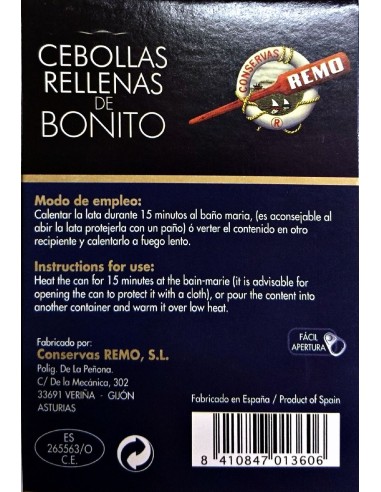 CEBOLLAS
RELLENAS
DE
BONITO
CONSERVAS
REMO
®
Modo de empleo:
Calentar la lata durante 15 minutos al baño maria, (es aconsejable al
abir la lata protejerla con un paño) ó verter el contenido en otro
recipiente y calentarlo a fuego lento.
Instructions for use:
Heat the can for 15 minutes at the bain-marie (it is advisable for
opening the can to protect it with a cloth), or pour the content into
another container and warm it over low heat.
Fabricado por:
Conservas REMO, S.L.
Polig. De La Peñona.
C/ De la Mecánica, 302
33691 VERIÑA - GIJÓN
ASTURIAS
FÁCIL
APERTURA
ES
265563/O
C.E.
Fabricado en España / Product of Spain
8 410847 013606